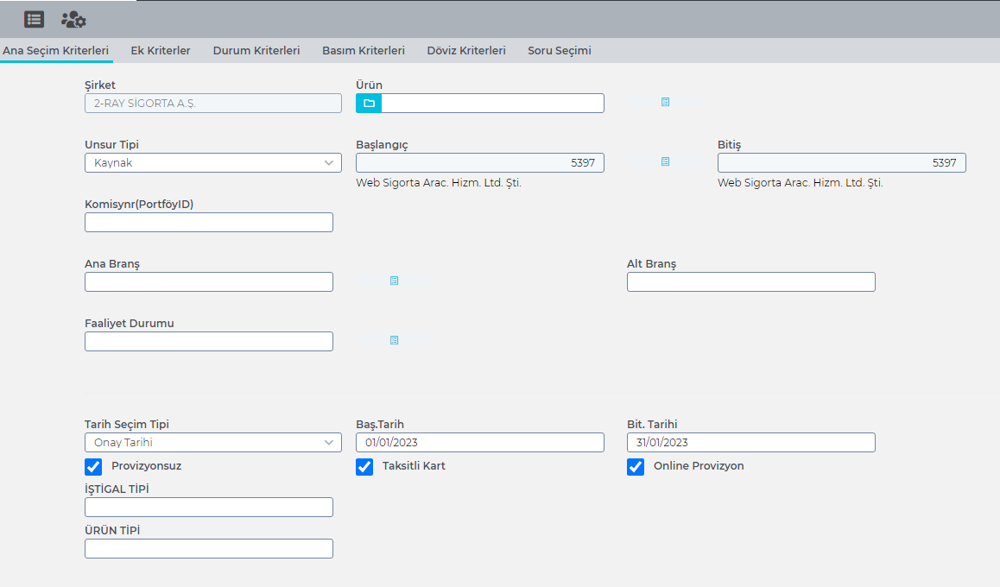 Ana Seçim Kriterleri Ek Kriterler Durum Kriterleri Basım Kriterleri Döviz Kriterleri Soru Seçimi
Şirket Ürün
2-RAY SİGORTA A.Ş.
Unsur Tipi Başlangıç Bitiş
Kaynak 5397 5397
Web Sigorta Arac. Hizm. Ltd. Şti. Web Sigorta Arac. Hizm. Ltd. Şti.
Komisynr(PortföyID)
Ana Branş Alt Branş
Faaliyet Durumu
Tarih Seçim Tipi Baş.Tarih Bit. Tarihi
Onay Tarihi 01/01/2023 31/01/2023
Provizyonsuz Taksitli Kart Online Provizyon
İŞTİGAL TİPİ
ÜRÜN TİPİ